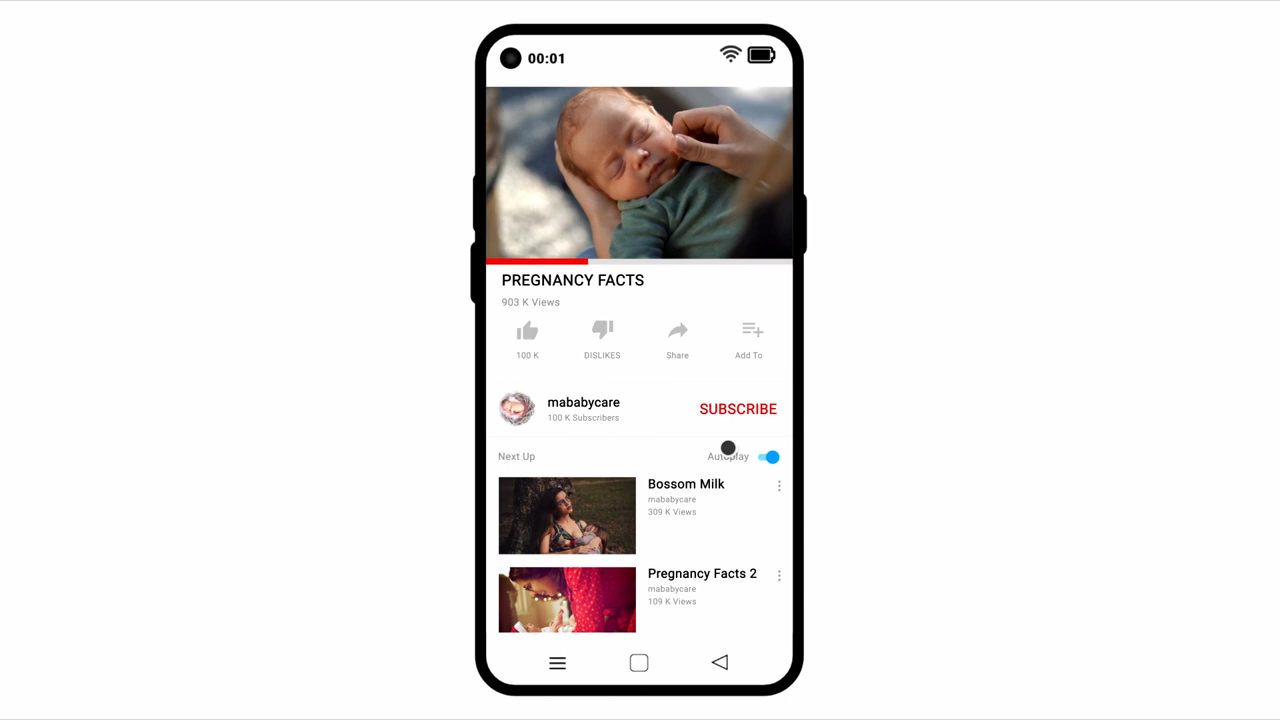 00:01
PREGNANCY FACTS
903 K Views
100 K
DISLIKES
Share
Add To
mababycare
100 K Subscribers
SUBSCRIBE
Next Up
Autoplay
Bossom Milk
mababycare
309 K Views
Pregnancy Facts 2
mababycare
109 K Views